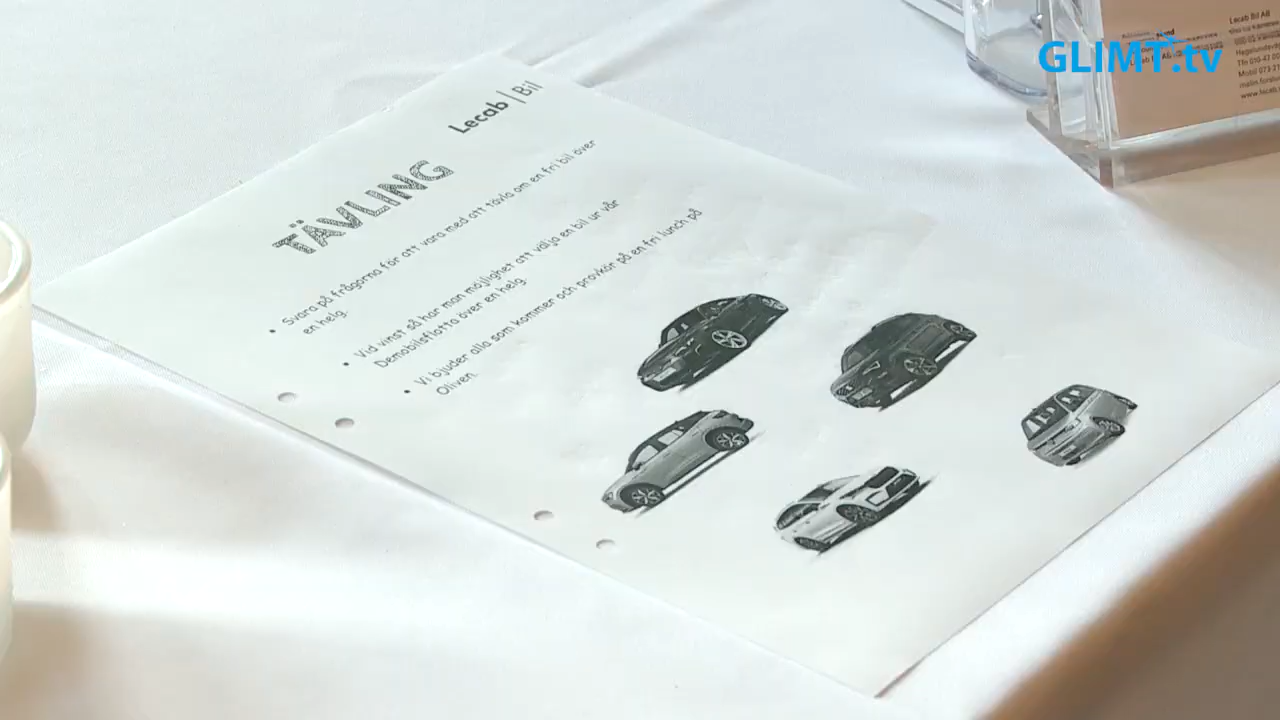 Lecab | Bil
TÄVLING
• Svara på frågorna för att vara med att tävla om en fri bil över
en helg.
• Vid vinst så har man möjlighet att välja en bil ur vår
Demobilsflotta över en helg.
• Vi bjuder alla som kommer och provkör på en fri lunch på
Oliven.
GLIMT.tv
Lecab Bil AB